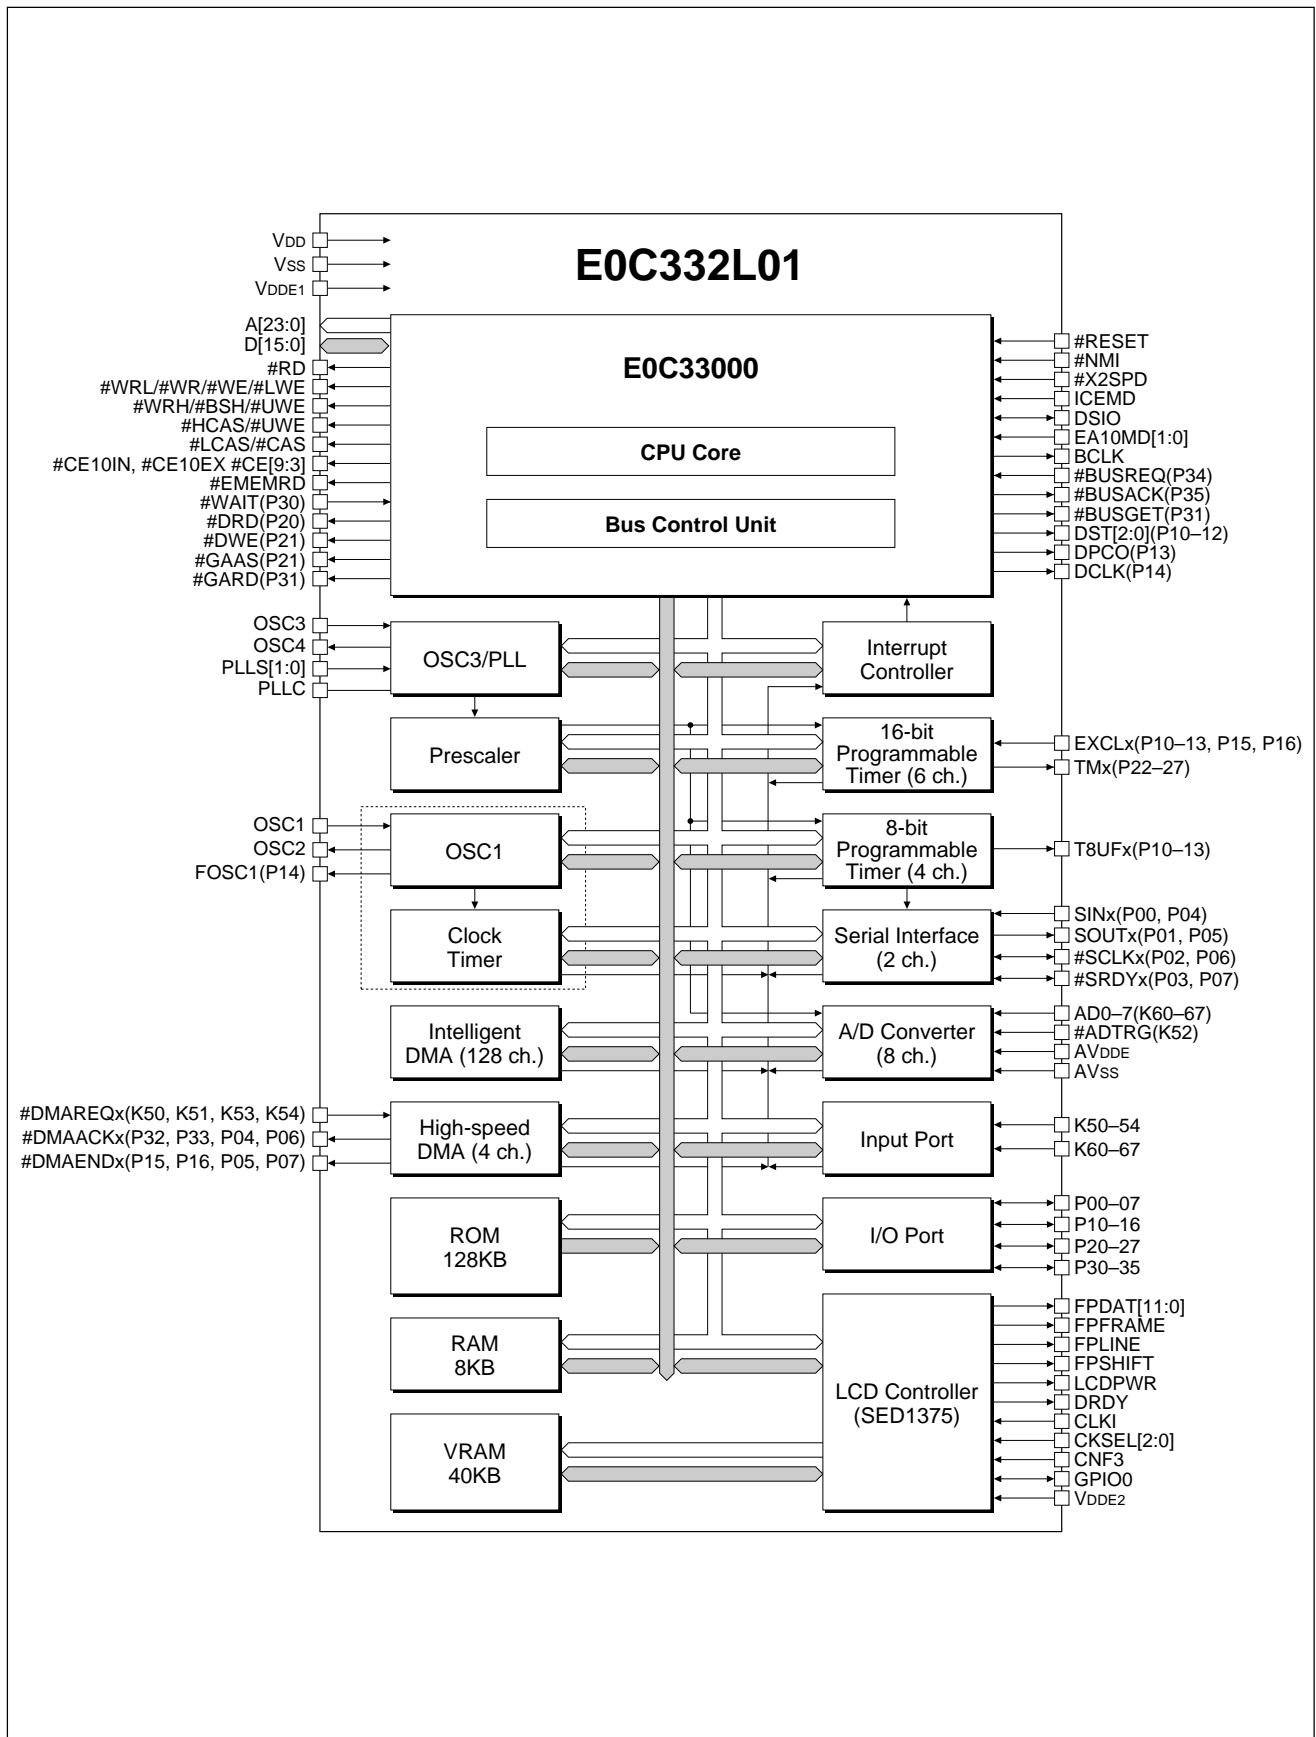 E0C332L01
VDD
VSS
VDDE1
A[23:0]
D[15:0]
#RD
#WRL/#WR/#WE/#LWE
#WRH/#BSH/#UWE
#HCAS/#UWE
#LCAS/#CAS
#CE10IN, #CE10EX #CE[9:3]
#EMEMRD
#WAIT(P30)
#DRD(P20)
#DWE(P21)
#GAAS(P21)
#GARD(P31)
E0C33000
CPU Core
Bus Control Unit
#RESET
#NMI
#X2SPD
ICEMD
DSIO
EA10MD[1:0]
BCLK
#BUSREQ(P34)
#BUSACK(P35)
#BUSGET(P31)
DST[2:0](P10–12)
DPCO(P13)
DCLK(P14)
OSC3
OSC4
PLLS[1:0]
PLLC
OSC3/PLL
Interrupt
Controller
Prescaler
16-bit
Programmable
Timer (6 ch.)
EXCLx(P10–13, P15, P16)
TMx(P22–27)
OSC1
OSC2
FOSC1(P14)
OSC1
8-bit
Programmable
Timer (4 ch.)
T8UFx(P10–13)
Clock
Timer
Serial Interface
(2 ch.)
SINx(P00, P04)
SOUTx(P01, P05)
#SCLKx(P02, P06)
#SRDYx(P03, P07)
Intelligent
DMA (128 ch.)
A/D Converter
(8 ch.)
AD0–7(K60–67)
#ADTRG(K52)
AVDDE
AVSS
#DMAREQx(K50, K51, K53, K54)
#DMAACKx(P32, P33, P04, P06)
#DMAENDx(P15, P16, P05, P07)
High-speed
DMA (4 ch.)
Input Port
K50–54
K60–67
ROM
128KB
I/O Port
P00–07
P10–16
P20–27
P30–35
RAM
8KB
VRAM
40KB
LCD Controller
(SED1375)
FPDAT[11:0]
FPFRAME
FPLINE
FPSHIFT
LCDPWR
DRDY
CLKI
CKSEL[2:0]
CNF3
GPIO0
VDDE2